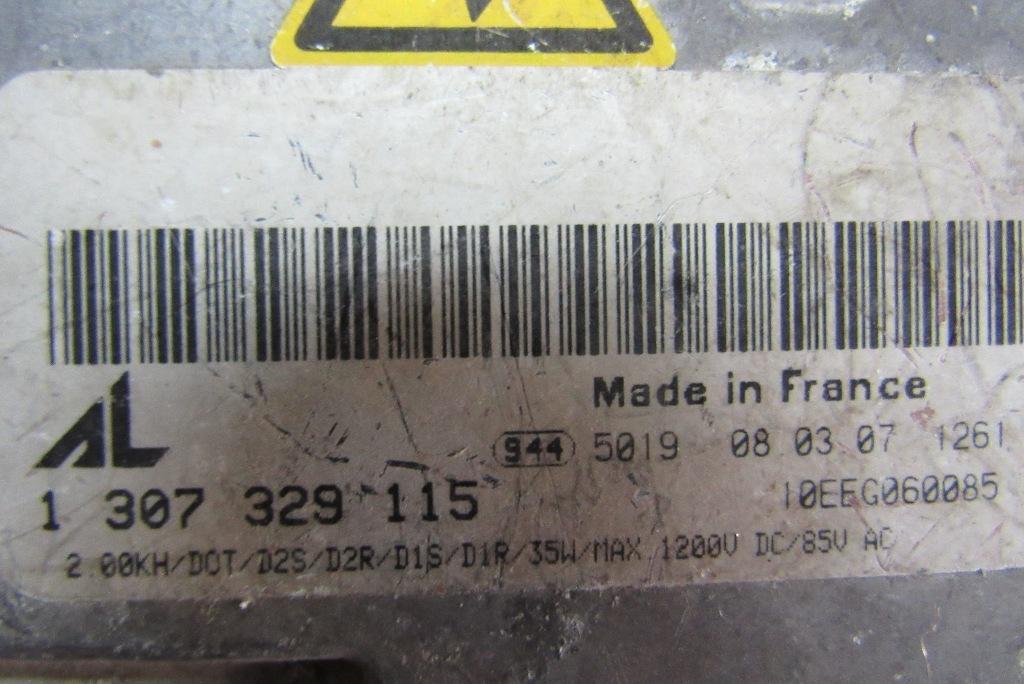 Made in France
AL 944 5019 08 03 07 1261
1 307 329 115 10EEG060085
2.00KH/DOT/D2S/D2R/D1S/D1R/35W/MAX 1200V DC/85V AC